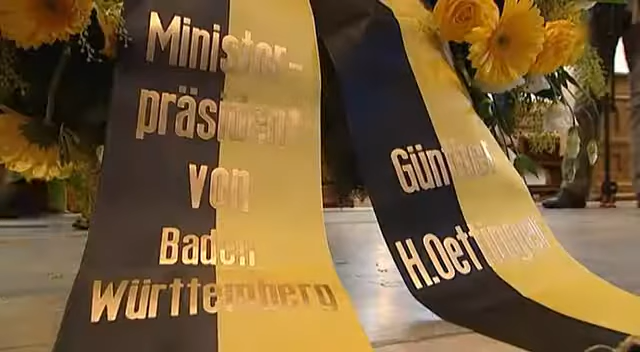 Minister-
präsident
von
Baden
Württemberg
Günther
H.Oettinger